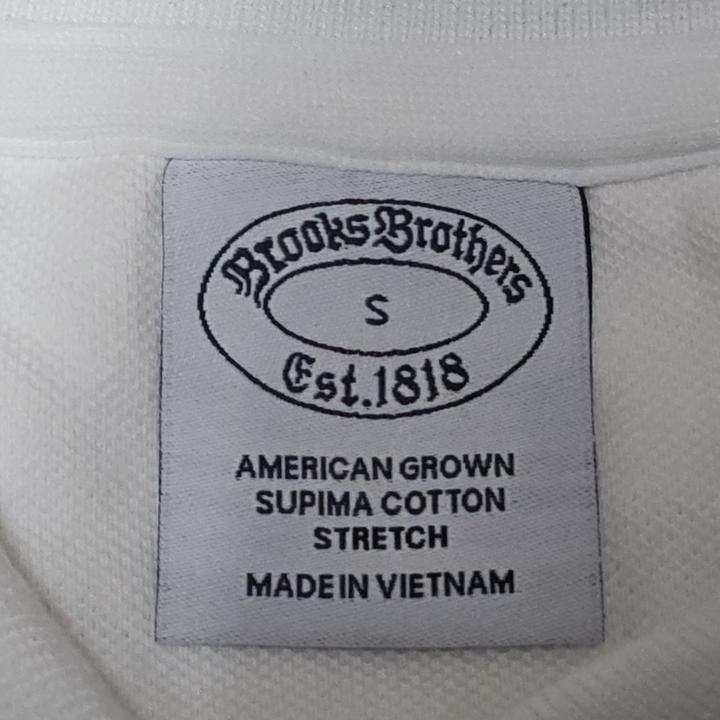 Brooks Brothers
S
Est.1818
AMERICAN GROWN
SUPIMA COTTON
STRETCH
MADE IN VIETNAM